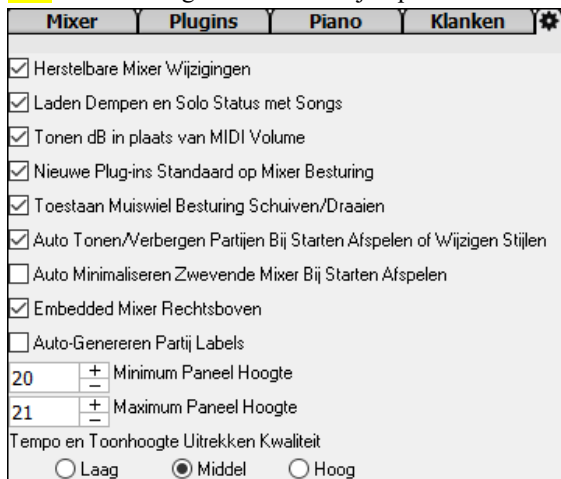 Mixer Plugins Piano Klanken
Herstelbare Mixer Wijzigingen
Laden Dempen en Solo Status met Songs
Tonen dB in plaats van MIDI Volume
Nieuwe Plug-ins Standaard op Mixer Besturing
Toestaan Muiswiel Besturing Schuiven/Draaien
Auto Tonen/Verbergen Partijen Bij Starten Afspelen of Wijzigen Stijlen
Auto Minimaliseren Zwevende Mixer Bij Starten Afspelen
Embedded Mixer Rechtsboven
Auto-Genereren Partij Labels
20 + − Minimum Paneel Hoogte
21 + − Maximum Paneel Hoogte
Tempo en Toonhoogte Uitrekken Kwaliteit
Laag Middel Hoog